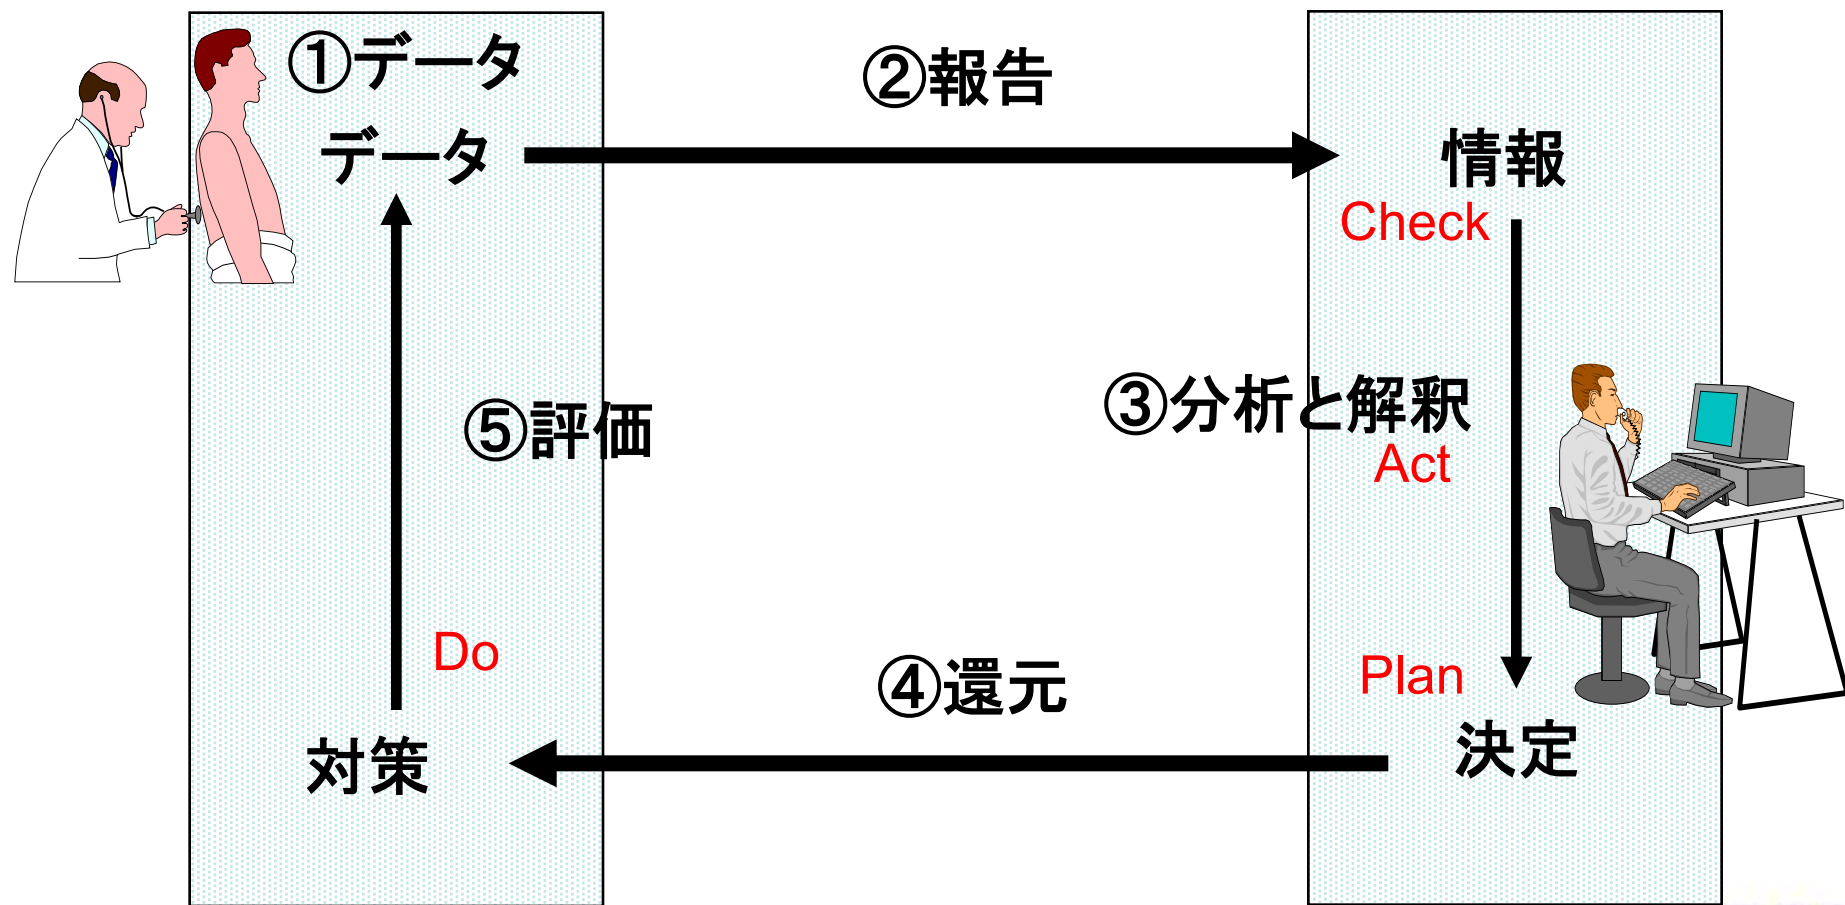 ①データ
データ
②報告
情報
Check
③分析と解釈
Act
⑤評価
Do
Plan
④還元
対策
決定